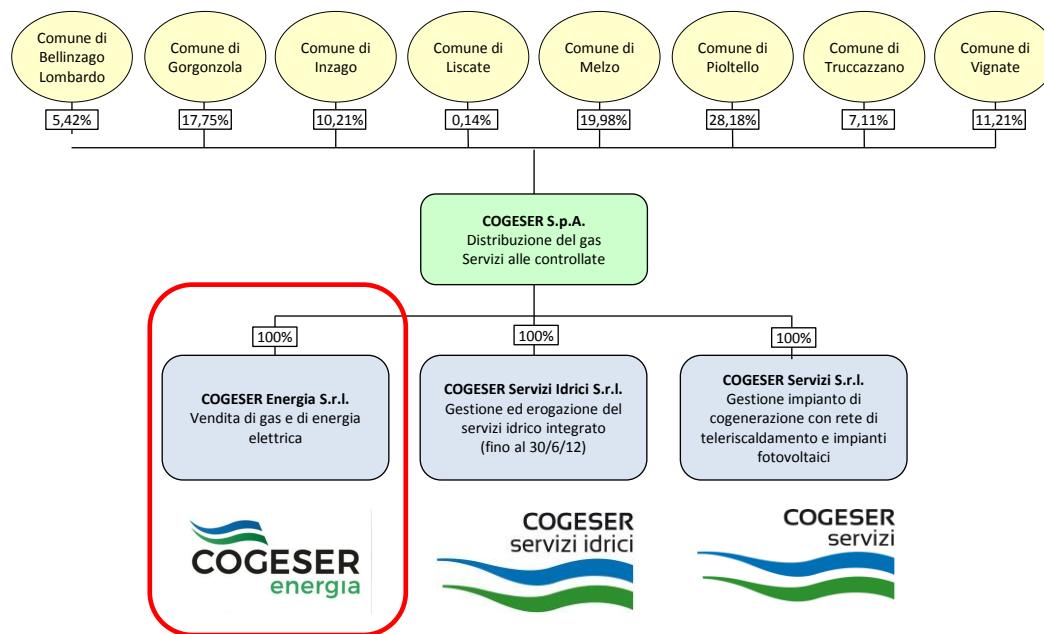 Comune di
Bellinzago
Lombardo
Comune di
Gorgonzola
Comune di
Inzago
Comune di
Liscate
Comune di
Melzo
Comune di
Pioltello
Comune di
Truccazzano
Comune di
Vignate
5,42%
17,75%
10,21%
0,14%
19,98%
28,18%
7,11%
11,21%
COGESER S.p.A.
Distribuzione del gas
Servizi alle controllate
100%
100%
100%
COGESER Energia S.r.l.
Vendita di gas e di energia
elettrica
COGESER Servizi Idrici S.r.l.
Gestione ed erogazione del
servizi idrico integrato
(fino al 30/6/12)
COGESER Servizi S.r.l.
Gestione impianto di
cogenerazione con rete di
teleriscaldamento e impianti
fotovoltaici
COGESER
energia
COGESER
servizi idrici
COGESER
servizi